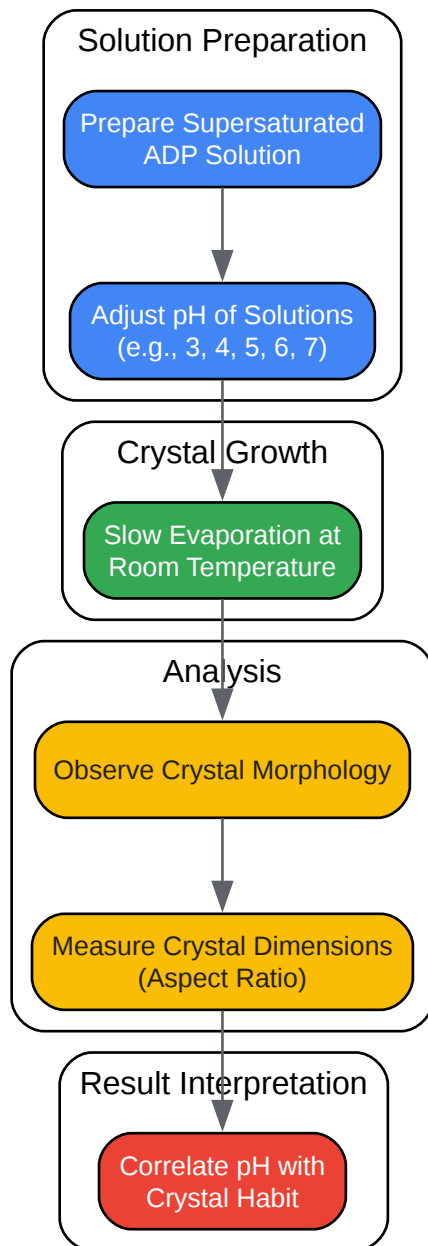 Solution Preparation
Prepare Supersaturated
ADP Solution
Adjust pH of Solutions
(e.g., 3, 4, 5, 6, 7)
Crystal Growth
Slow Evaporation at
Room Temperature
Analysis
Observe Crystal Morphology
Measure Crystal Dimensions
(Aspect Ratio)
Result Interpretation
Correlate pH with
Crystal Habit